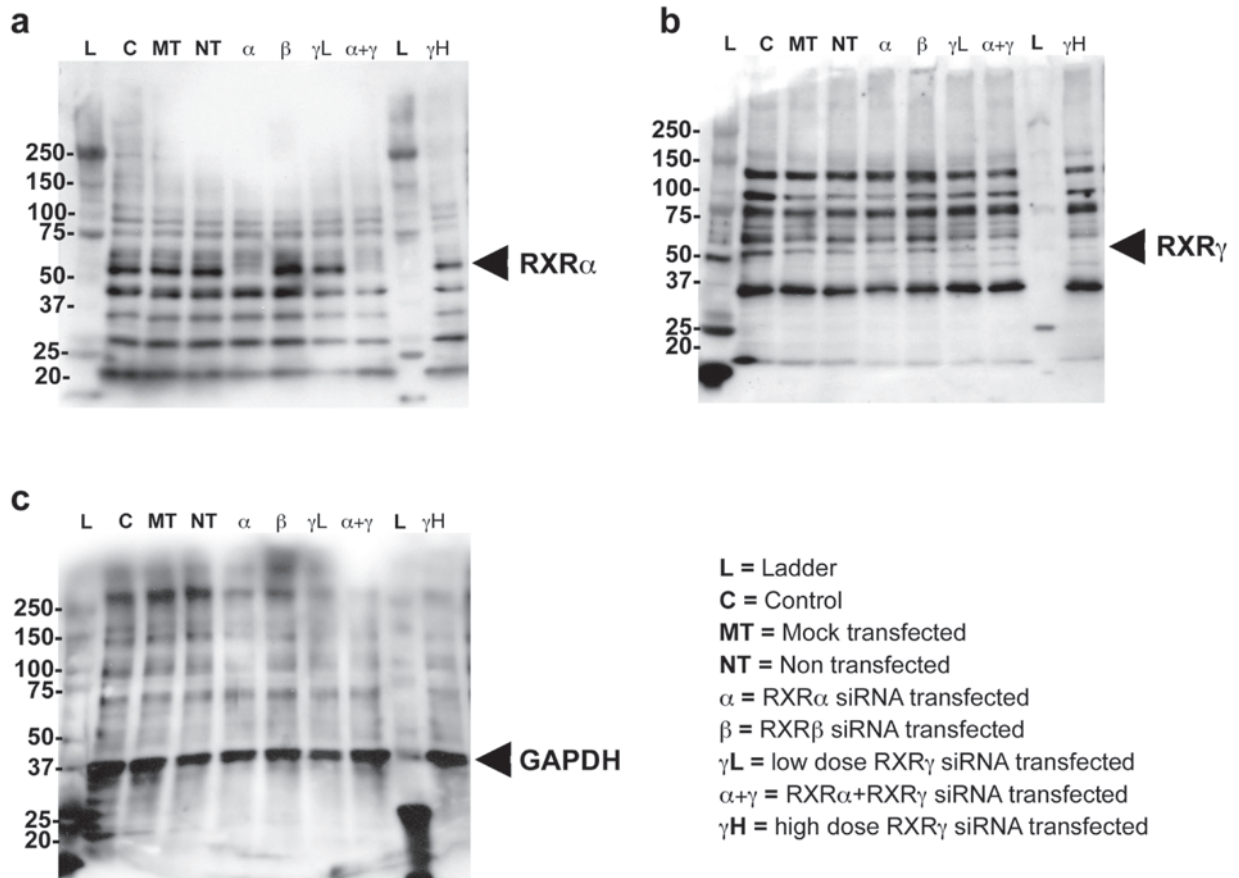 a
L C MT NT α β γL α+γ L γH
250-
150-
100-
75-
50-
37-
25-
20-
RXRα
b
L C MT NT α β γL α+γ L γH
250-
150-
100-
75-
50-
37-
25-
20-
RXRγ
c
L C MT NT α β γL α+γ L γH
250-
150-
100-
75-
50-
37-
25-
20-
GAPDH
L = Ladder
C = Control
MT = Mock transfected
NT = Non transfected
α = RXRα siRNA transfected
β = RXRβ siRNA transfected
γL = low dose RXRγ siRNA transfected
α+γ = RXRα+RXRγ siRNA transfected
γH = high dose RXRγ siRNA transfected